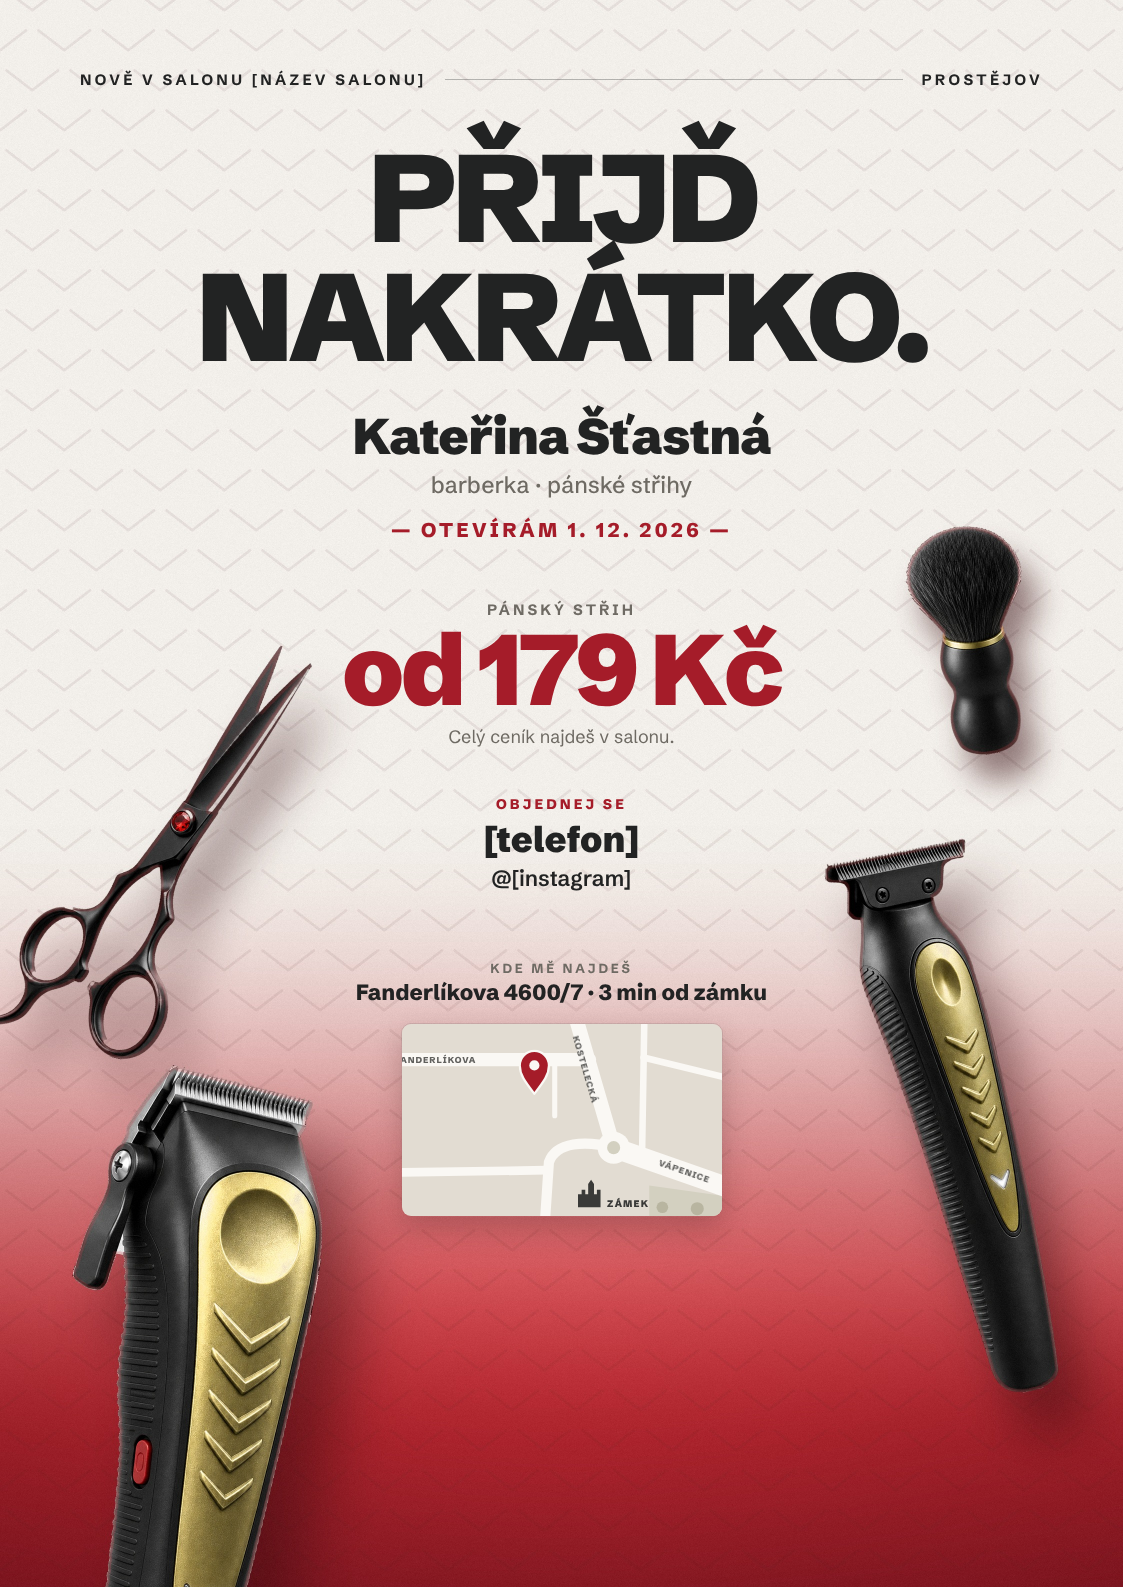 NOVĚ V SALONU [NÁZEV SALONU]
PROSTĚJOV
PŘIJĎ
NAKRÁTKO.
Kateřina Šťastná
barberka · pánské střihy
— OTEVÍRÁM 1. 12. 2026 —
PÁNSKÝ STŘIH
od 179 Kč
Celý ceník najdeš v salonu.
OBJEDNEJ SE
[telefon]
@[instagram]
KDE MĚ NAJDEŠ
Fanderlíkova 4600/7 · 3 min od zámku
ANDERLÍKOVA
KOSTELECKÁ
VÁPENICE
ZÁMEK